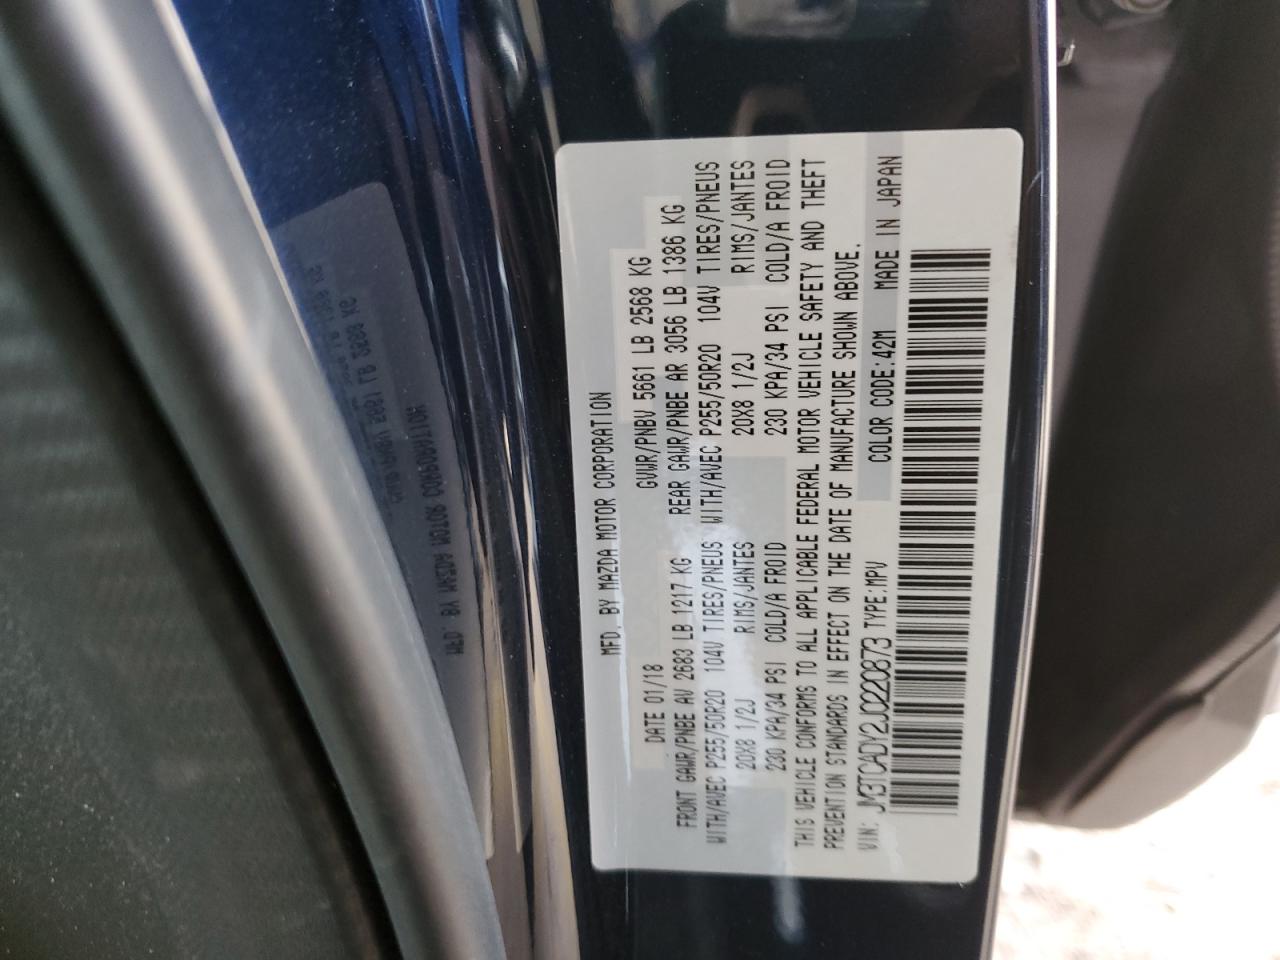 MFD. BY MAZDA MOTOR CORPORATION
DATE 01/18 GVWR/PNBV 5661 LB 2568 KG
FRONT GAWR/PNBE AV 2683 LB 1217 KG REAR GAWR/PNBE AR 3056 LB 1386 KG
WITH/AVEC P255/50R20 104V TIRES/PNEUS WITH/AVEC P255/50R20 104V TIRES/PNEUS
20X8 1/2J RIMS/JANTES 20X8 1/2J RIMS/JANTES
230 KPA/34 PSI COLD/A FROID 230 KPA/34 PSI COLD/A FROID
THIS VEHICLE CONFORMS TO ALL APPLICABLE FEDERAL MOTOR VEHICLE SAFETY AND THEFT
PREVENTION STANDARDS IN EFFECT ON THE DATE OF MANUFACTURE SHOWN ABOVE.
VIN: JM3TCADY2J0220873 TYPE:MPV COLOR CODE:42M MADE IN JAPAN